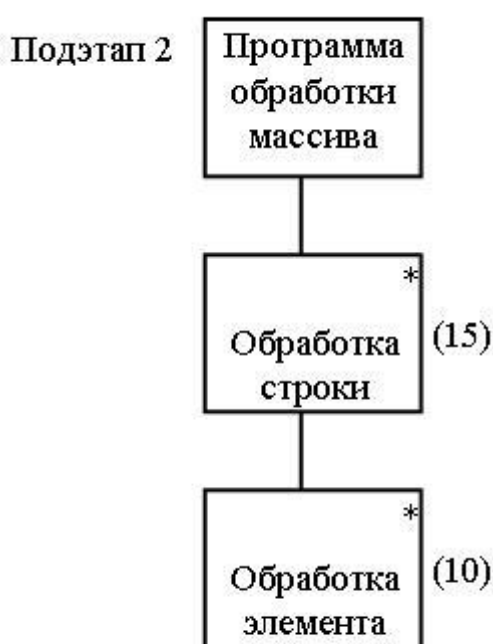 Подэтап 2
Программа
обработки
массива
*
Обработка
строки
(15)
*
Обработка
элемента
(10)